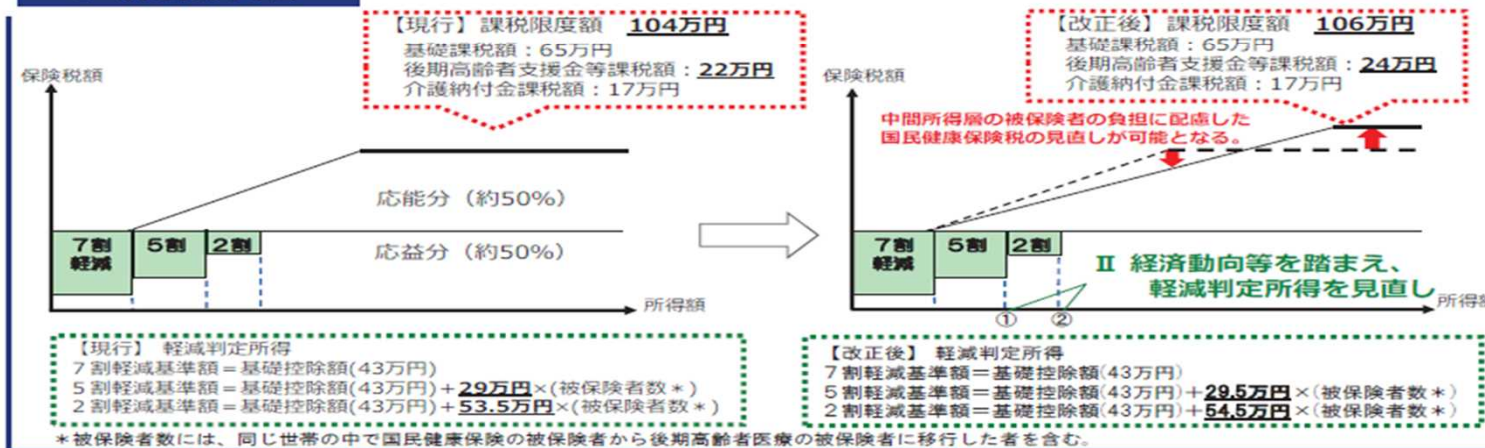 【現行】課税限度額 104万円
基礎課税額：65万円
後期高齢者支援金等課税額：22万円
介護納付金課税額：17万円
保険税額
応能分（約50%）
7割
軽減
5割
2割
応益分（約50%）
所得額
【現行】 軽減判定所得
7割軽減基準額＝基礎控除額(43万円)
5割軽減基準額＝基礎控除額(43万円)+29万円×(被保険者数*)
2割軽減基準額＝基礎控除額(43万円)+53.5万円×(被保険者数*)
【改正後】課税限度額 106万円
基礎課税額：65万円
後期高齢者支援金等課税額：24万円
介護納付金課税額：17万円
保険税額
中間所得層の被保険者の負担に配慮した
国民健康保険税の見直しが可能となる。
7割
軽減
5割
2割
Ⅱ 経済動向等を踏まえ、
軽減判定所得を見直し
所得額
① ②
【改正後】 軽減判定所得
7割軽減基準額＝基礎控除額(43万円)
5割軽減基準額＝基礎控除額(43万円)+29.5万円×(被保険者数*)
2割軽減基準額＝基礎控除額(43万円)+54.5万円×(被保険者数*)
*被保険者数には、同じ世帯の中で国民健康保険の被保険者から後期高齢者医療の被保険者に移行した者を含む。